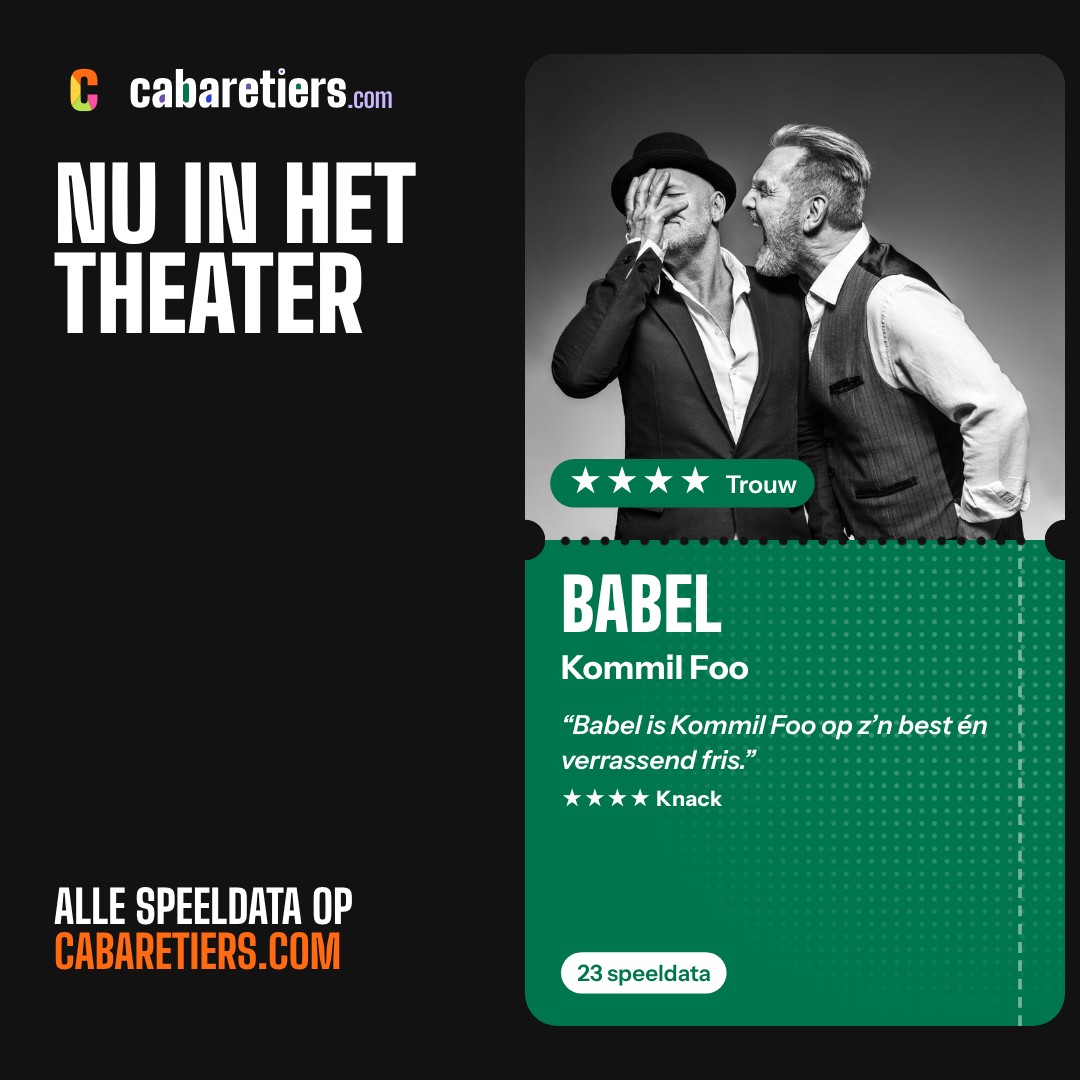 cabaretiers.com
NU IN HET
THEATER
★★★★ Trouw
BABEL
Kommil Foo
“Babel is Kommil Foo op z’n best én
verrassend fris.”
★★★★ Knack
23 speeldata
ALLE SPEELDATA OP
CABARETIERS.COM